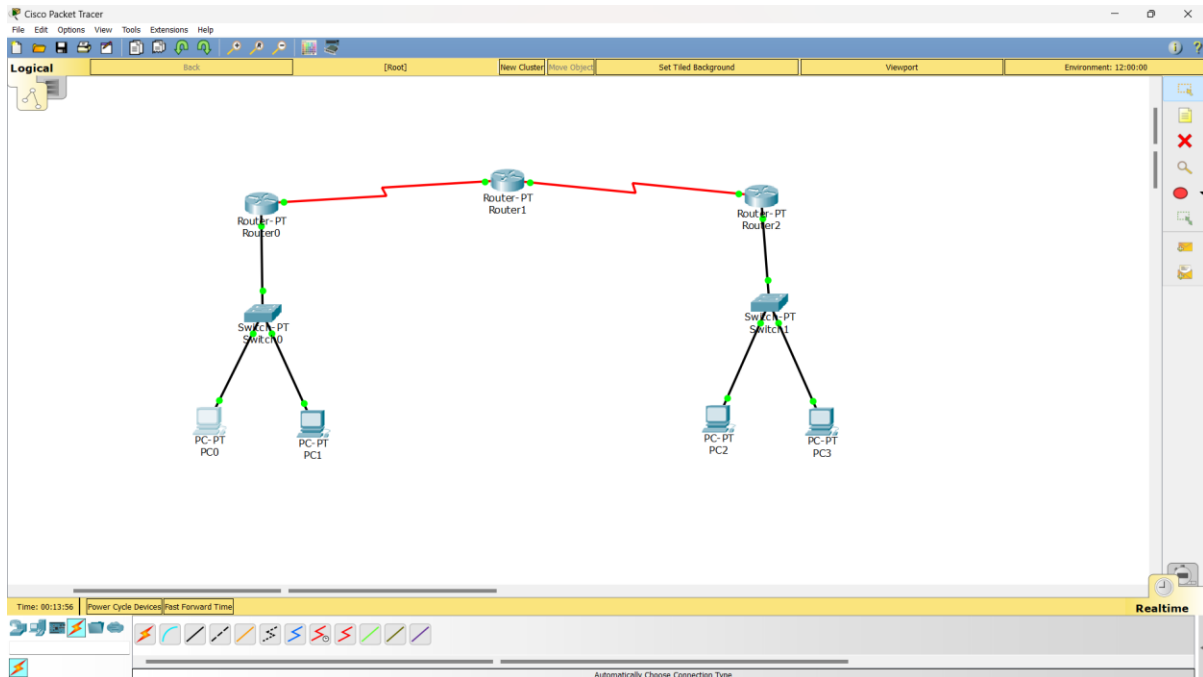 Cisco Packet Tracer
File Edit Options View Tools Extensions Help
Logical Back [Root] New Cluster Move Object Set Tiled Background Viewport Environment: 12:00:00
Router-PT
Router1
Router-PT
Router0
Router-PT
Router2
Switch-PT
Switch0
Switch-PT
Switch1
PC-PT
PC0
PC-PT
PC1
PC-PT
PC2
PC-PT
PC3
Time: 00:13:56 Power Cycle Devices Fast Forward Time Realtime
Automatically Choose Connection Type